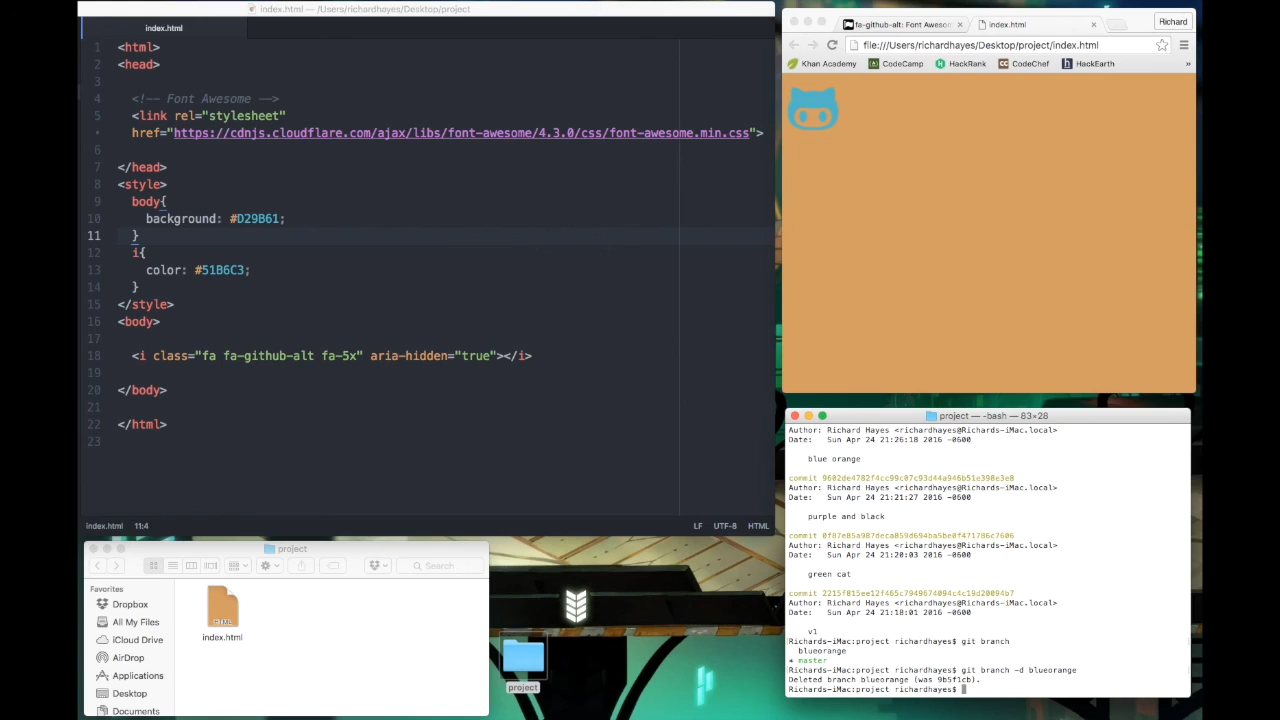 index.html — /Users/richardhayes/Desktop/project
index.html
1 <html>
2 <head>
3
4 <!-- Font Awesome -->
5 <link rel="stylesheet"
• href="https://cdnjs.cloudflare.com/ajax/libs/font-awesome/4.3.0/css/font-awesome.min.css">
6
7 </head>
8 <style>
9 body{
10 background: #D29B61;
11 }
12 i{
13 color: #51B6C3;
14 }
15 </style>
16 <body>
17
18 <i class="fa fa-github-alt fa-5x" aria-hidden="true"></i>
19
20 </body>
21
22 </html>
23
index.html 11:4 LF UTF-8 HTML
fa-github-alt: Font Awesom × index.html × Richard
file:///Users/richardhayes/Desktop/project/index.html
Khan Academy CodeCamp HackRank CodeChef HackEarth »
project — -bash — 83×28
Author: Richard Hayes <richardhayes@Richards-iMac.local>
Date: Sun Apr 24 21:26:18 2016 -0600
blue orange
commit 9602de4782f4cc99c07c93d44a946b51e398e3e8
Author: Richard Hayes <richardhayes@Richards-iMac.local>
Date: Sun Apr 24 21:21:27 2016 -0600
purple and black
commit 0f87e85a987deca859d694ba5be0f471786c7606
Author: Richard Hayes <richardhayes@Richards-iMac.local>
Date: Sun Apr 24 21:20:03 2016 -0600
green cat
commit 2215f815ee12f465c7949674094c4c19d20094b7
Author: Richard Hayes <richardhayes@Richards-iMac.local>
Date: Sun Apr 24 21:18:01 2016 -0600
v1
Richards-iMac:project richardhayes$ git branch
blueorange
* master
Richards-iMac:project richardhayes$ git branch -d blueorange
Deleted branch blueorange (was 9b5f1cb).
Richards-iMac:project richardhayes$
project
Search
Favorites
Dropbox
All My Files
iCloud Drive
AirDrop
Applications
Desktop
Documents
HTML
index.html
project